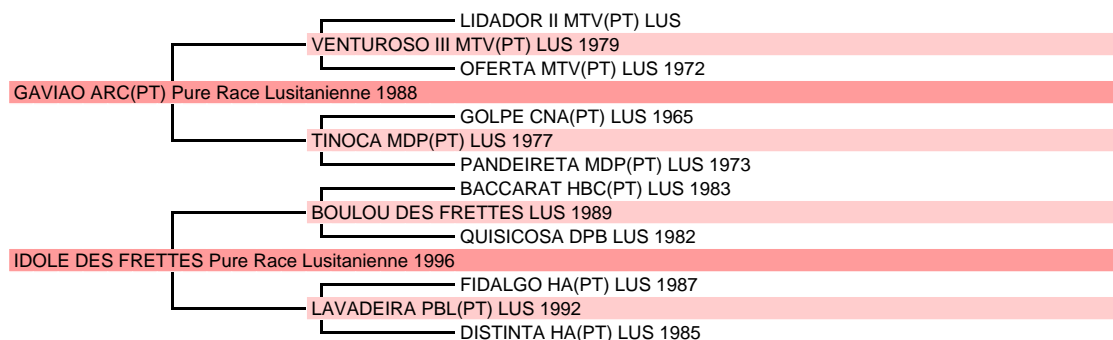 LIDADOR II MTV(PT) LUS
VENTUROSO III MTV(PT) LUS 1979
OFERTA MTV(PT) LUS 1972
GAVIAO ARC(PT) Pure Race Lusitanienne 1988
GOLPE CNA(PT) LUS 1965
TINOCA MDP(PT) LUS 1977
PANDEIRETA MDP(PT) LUS 1973
BACCARAT HBC(PT) LUS 1983
BOULOU DES FRETTES LUS 1989
QUISICOSA DPB LUS 1982
IDOLE DES FRETTES Pure Race Lusitanienne 1996
FIDALGO HA(PT) LUS 1987
LAVADEIRA PBL(PT) LUS 1992
DISTINTA HA(PT) LUS 1985